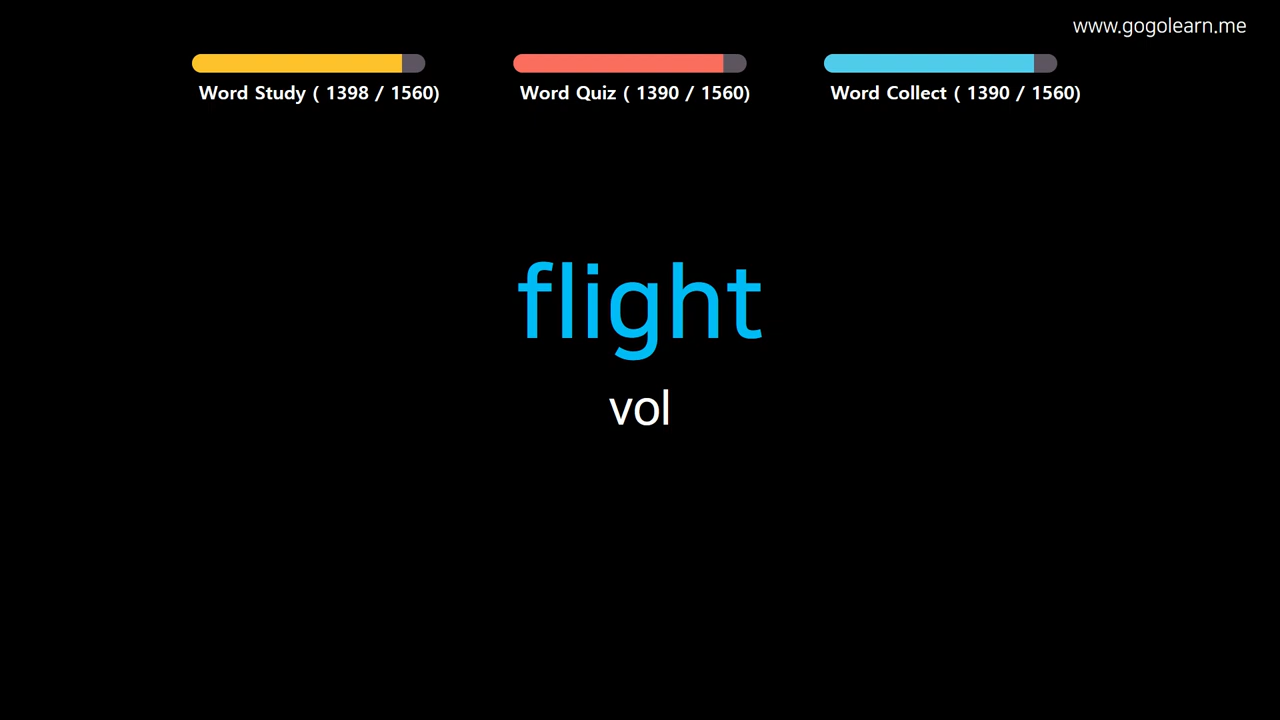 www.gogolearn.me
Word Study ( 1398 / 1560)
Word Quiz ( 1390 / 1560)
Word Collect ( 1390 / 1560)
flight
vol